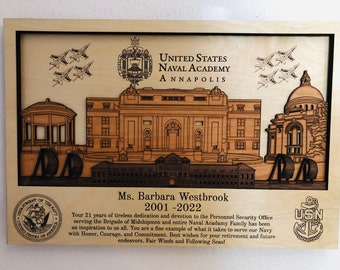 UNITED STATES
NAVAL ACADEMY
ANNAPOLIS
Ms. Barbara Westbrook
2001 -2022
Your 21 years of tireless dedication and devotion to the Personnel Security Office
serving the Brigade of Midshipmen and entire Naval Academy Family has been
an inspiration to us all. You are a fine example of what it takes to serve our Navy
with Honor, Courage, and Commitment. Best wishes for your retirement and future
endeavors. Fair Winds and Following Seas!
USN